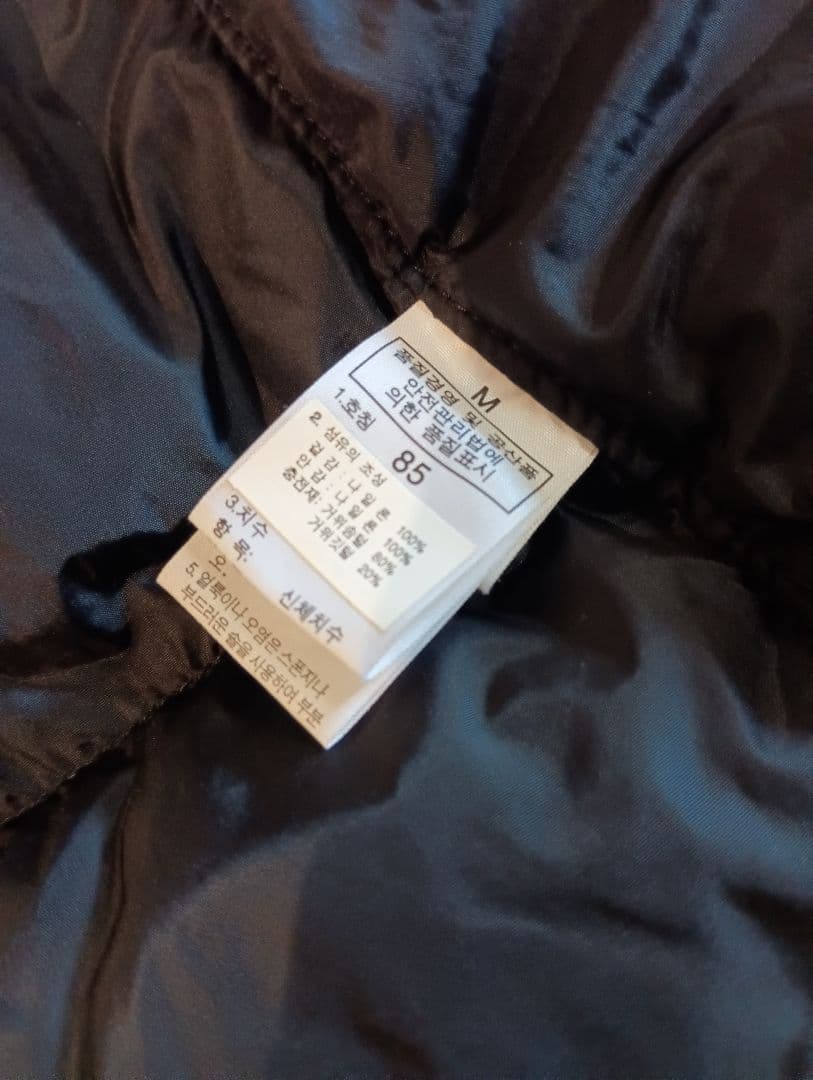 M
품질경영 및 공산품
안전관리법에
의한 품질표시
1.호칭 85
2. 섬유의 조성
겉감 : 나일론 100%
안감 : 나일론 100%
충전재: 거위솜털 80%
거위깃털 20%
3.치수
항 목: 신체치수
5. 얼룩이나 오염은 스폰지나
부드러운 솔을 사용하여 부분